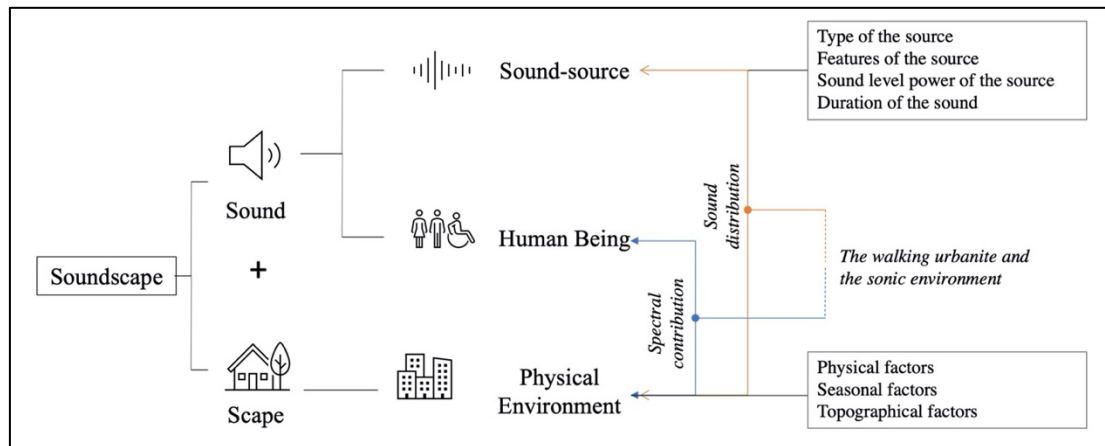 Soundscape
Sound
+
Scape
Sound-source
Human Being
Physical
Environment
Spectral
contribution
Sound
distribution
Type of the source
Features of the source
Sound level power of the source
Duration of the sound
The walking urbanite and
the sonic environment
Physical factors
Seasonal factors
Topographical factors